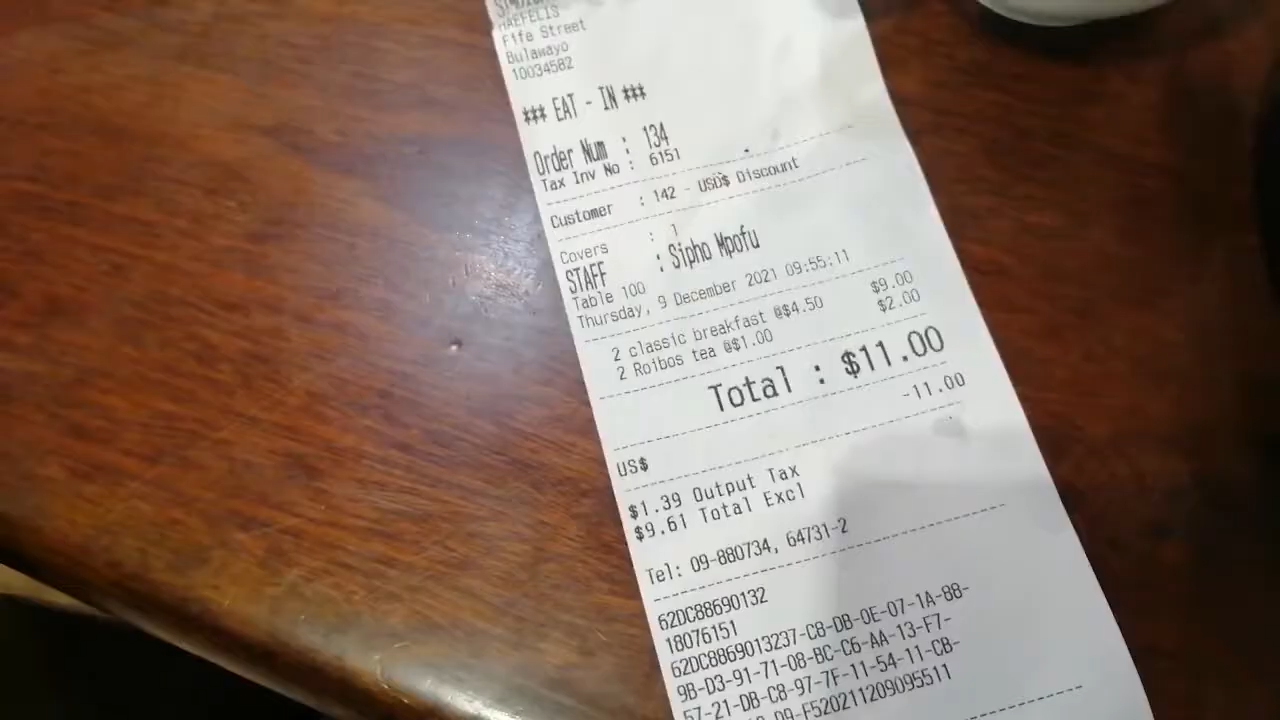 HAEFELIS
Fife Street
Bulawayo
10034582
*** EAT - IN ***
Order Num : 134
Tax Inv No : 6151
Customer : 142 - USD$ Discount
Covers : 1
STAFF : Sipho Mpofu
Table 100
Thursday, 9 December 2021 09:55:11
2 classic breakfast @$4.50 $9.00
2 Roibos tea @$1.00 $2.00
Total : $11.00
-11.00
US$
$1.39 Output Tax
$9.61 Total Excl
Tel: 09-880734, 64731-2
62DC88690132
18076151
62DC8869013237-C8-DB-0E-07-1A-88-
9B-D3-91-71-08-BC-C6-AA-13-F7-
57-21-DB-C8-97-7F-11-54-11-CB-
D9-F520211209095511